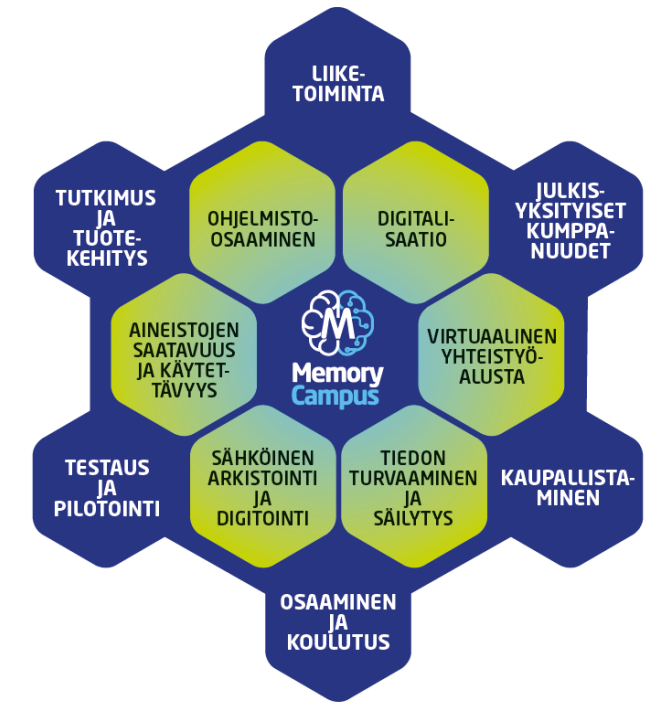 LIIKE-
TOIMINTA
TUTKIMUS
JA
TUOTE-
KEHITYS
OHJELMISTO-
OSAAMINEN
DIGITALI-
SAATIO
JULKIS-
YKSITYISET
KUMPPA-
NUUDET
AINEISTOJEN
SAATAVUUS
JA KÄYTET-
TÄVYYS
M
Memory
Campus
VIRTUAALINEN
YHTEISTYÖ-
ALUSTA
TESTAUS
JA
PILOTOINTI
SÄHKÖINEN
ARKISTOINTI
JA
DIGITOINTI
TIEDON
TURVAAMINEN
JA
SÄILYTYS
KAUPALLISTA-
MINEN
OSAAMINEN
JA
KOULUTUS